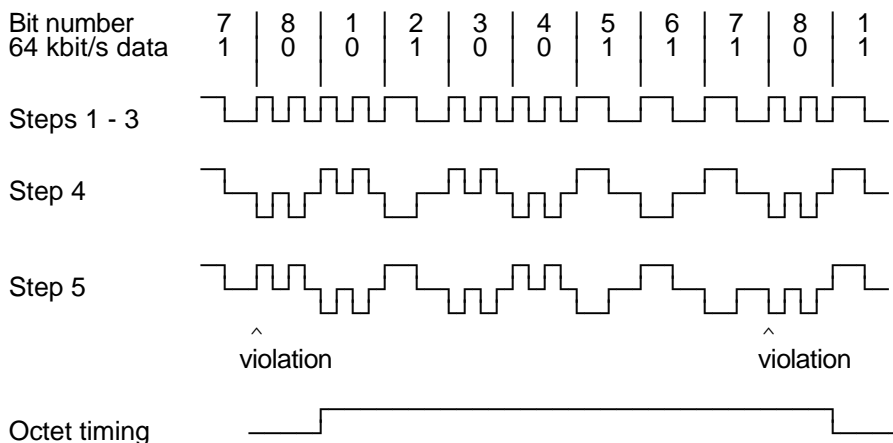 Bit number 7 8 1 2 3 4 5 6 7 8 1
64 kbit/s data 1 0 0 1 0 0 1 1 1 0 1
Steps 1 - 3
Step 4
Step 5
^ ^
violation violation
Octet timing